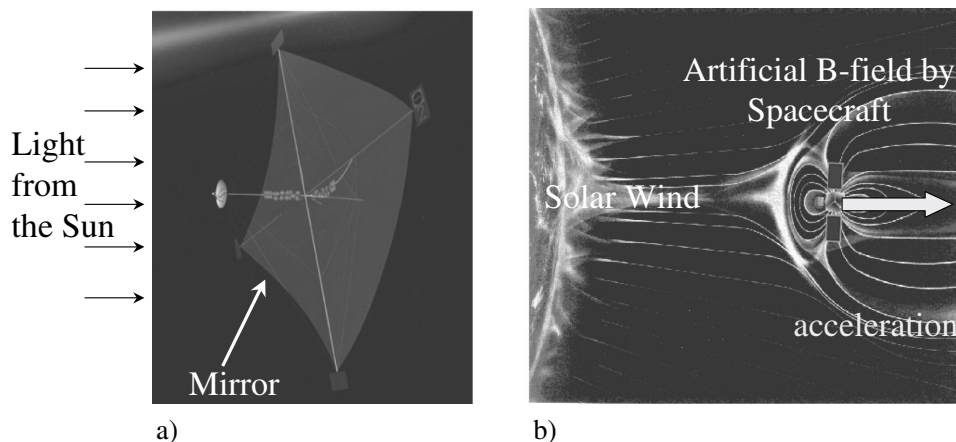 Light
from
the Sun
Mirror
a)
Artificial B-field by
Spacecraft
Solar Wind
acceleration
b)